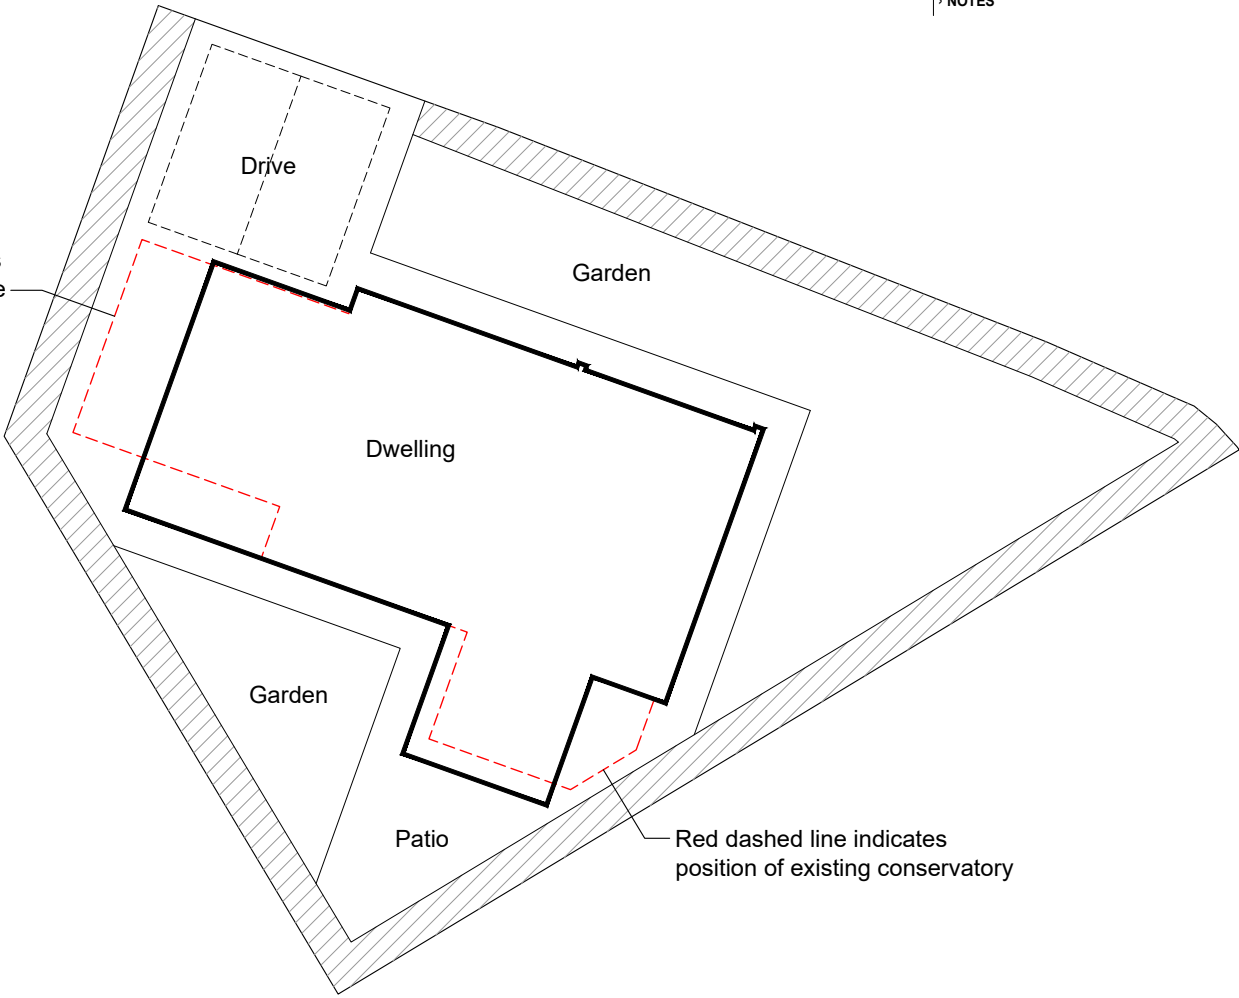 NOTES
Drive
Garden
Dwelling
Garden
Patio
Red dashed line indicates
position of existing conservatory